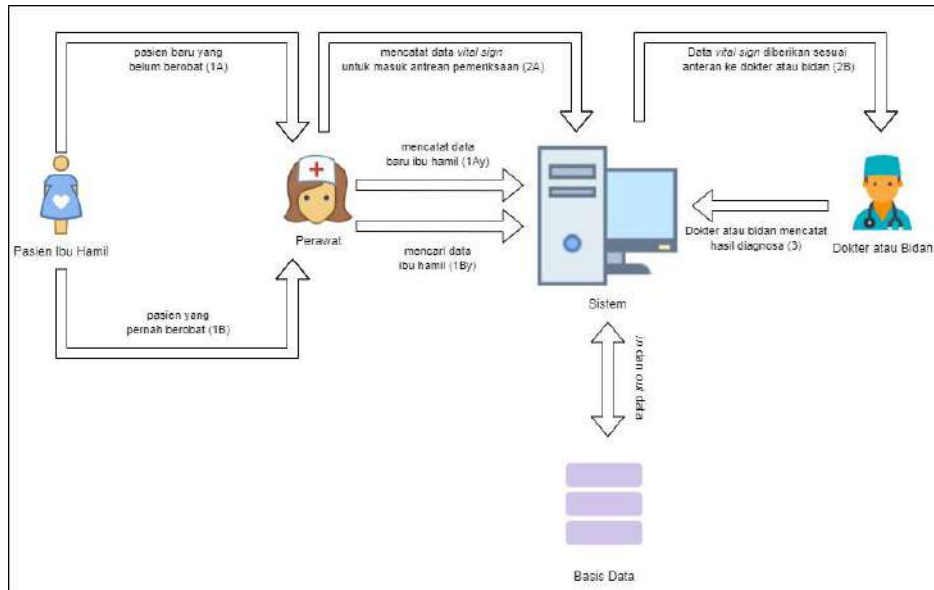 pasien baru yang
belum berobat (1A)
mencatat data vital sign
untuk masuk antrean pemeriksaan (2A)
Data vital sign diberikan sesuai
anteran ke dokter atau bidan (2B)
mencatat data
baru ibu hamil (1Ay)
Pasien Ibu Hamil
Perawat
mencari data
ibu hamil (1By)
Dokter atau bidan mencatat
hasil diagnosa (3)
Dokter atau Bidan
Sistem
pasien yang
pernah berobat (1B)
in dan out data
Basis Data